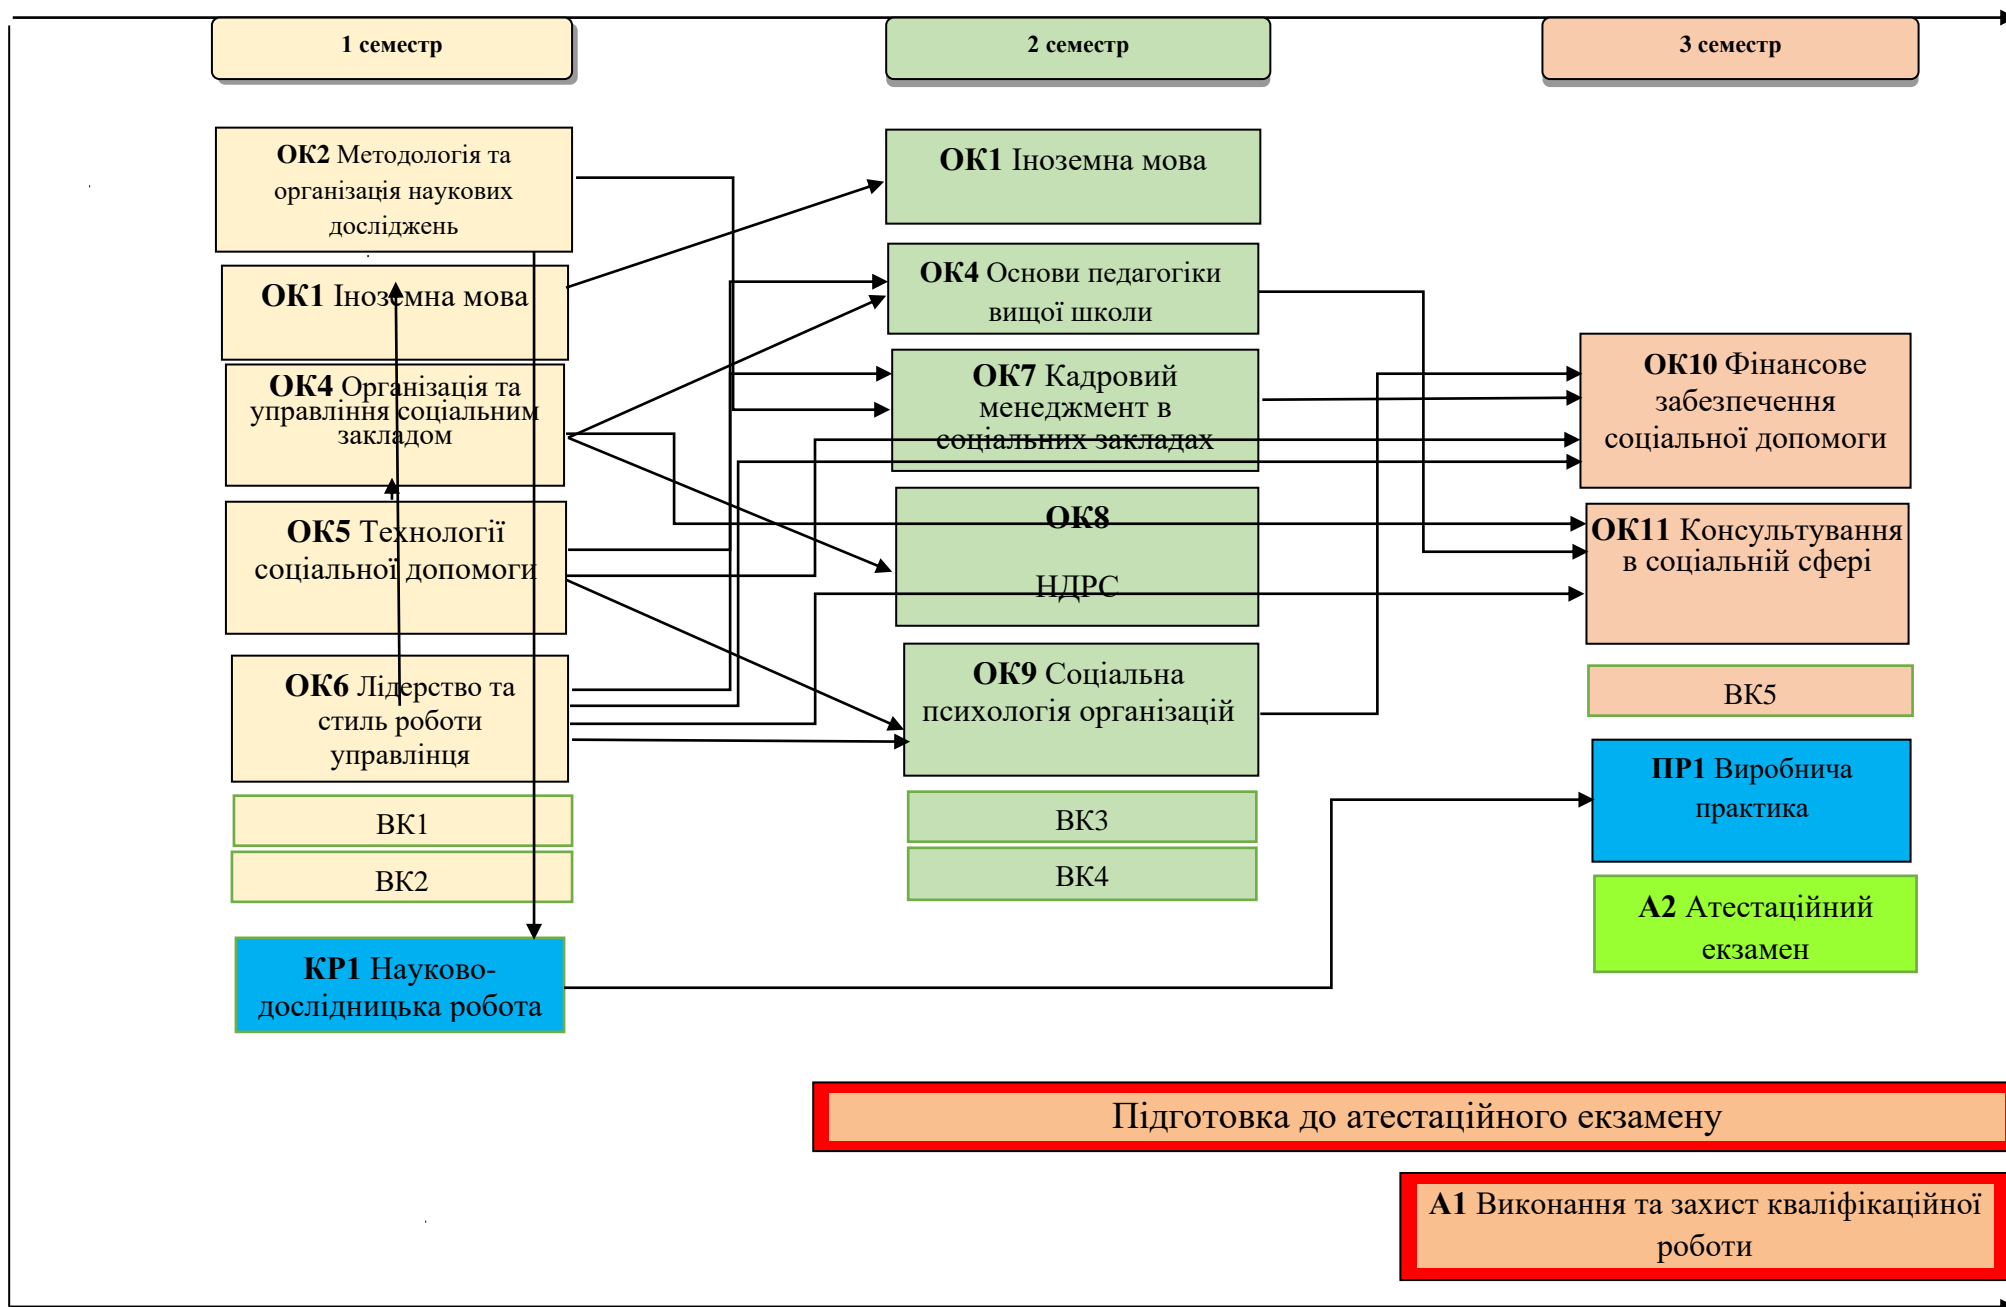 1 семестр
2 семестр
3 семестр
ОК2 Методологія та
організація наукових
досліджень
ОК1 Іноземна мова
ОК4 Організація та
управління соціальним
закладом
ОК5 Технології
соціальної допомоги
ОК6 Лідерство та
стиль роботи
управлінця
ВК1
ВК2
КР1 Науково-
дослідницька робота
ОК1 Іноземна мова
ОК4 Основи педагогіки
вищої школи
ОК7 Кадровий
менеджмент в
соціальних закладах
ОК8
НДРС
ОК9 Соціальна
психологія організацій
ВК3
ВК4
ОК10 Фінансове
забезпечення
соціальної допомоги
ОК11 Консультування
в соціальній сфері
ВК5
ПР1 Виробнича
практика
А2 Атестаційний
екзамен
Підготовка до атестаційного екзамену
А1 Виконання та захист кваліфікаційної
роботи